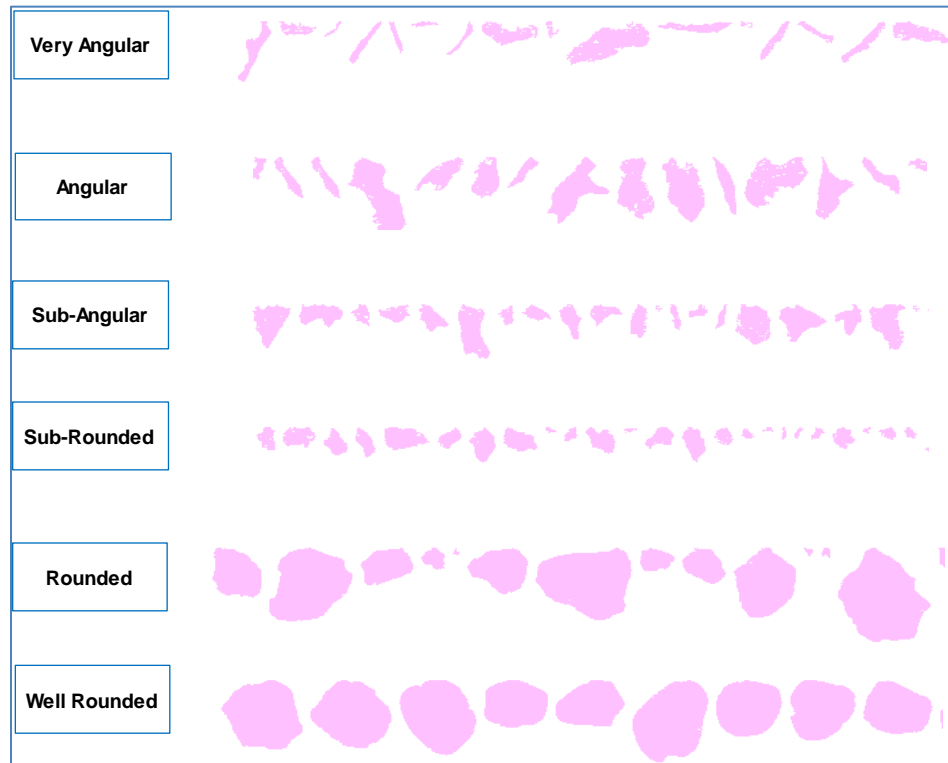 Very Angular
Angular
Sub-Angular
Sub-Rounded
Rounded
Well Rounded